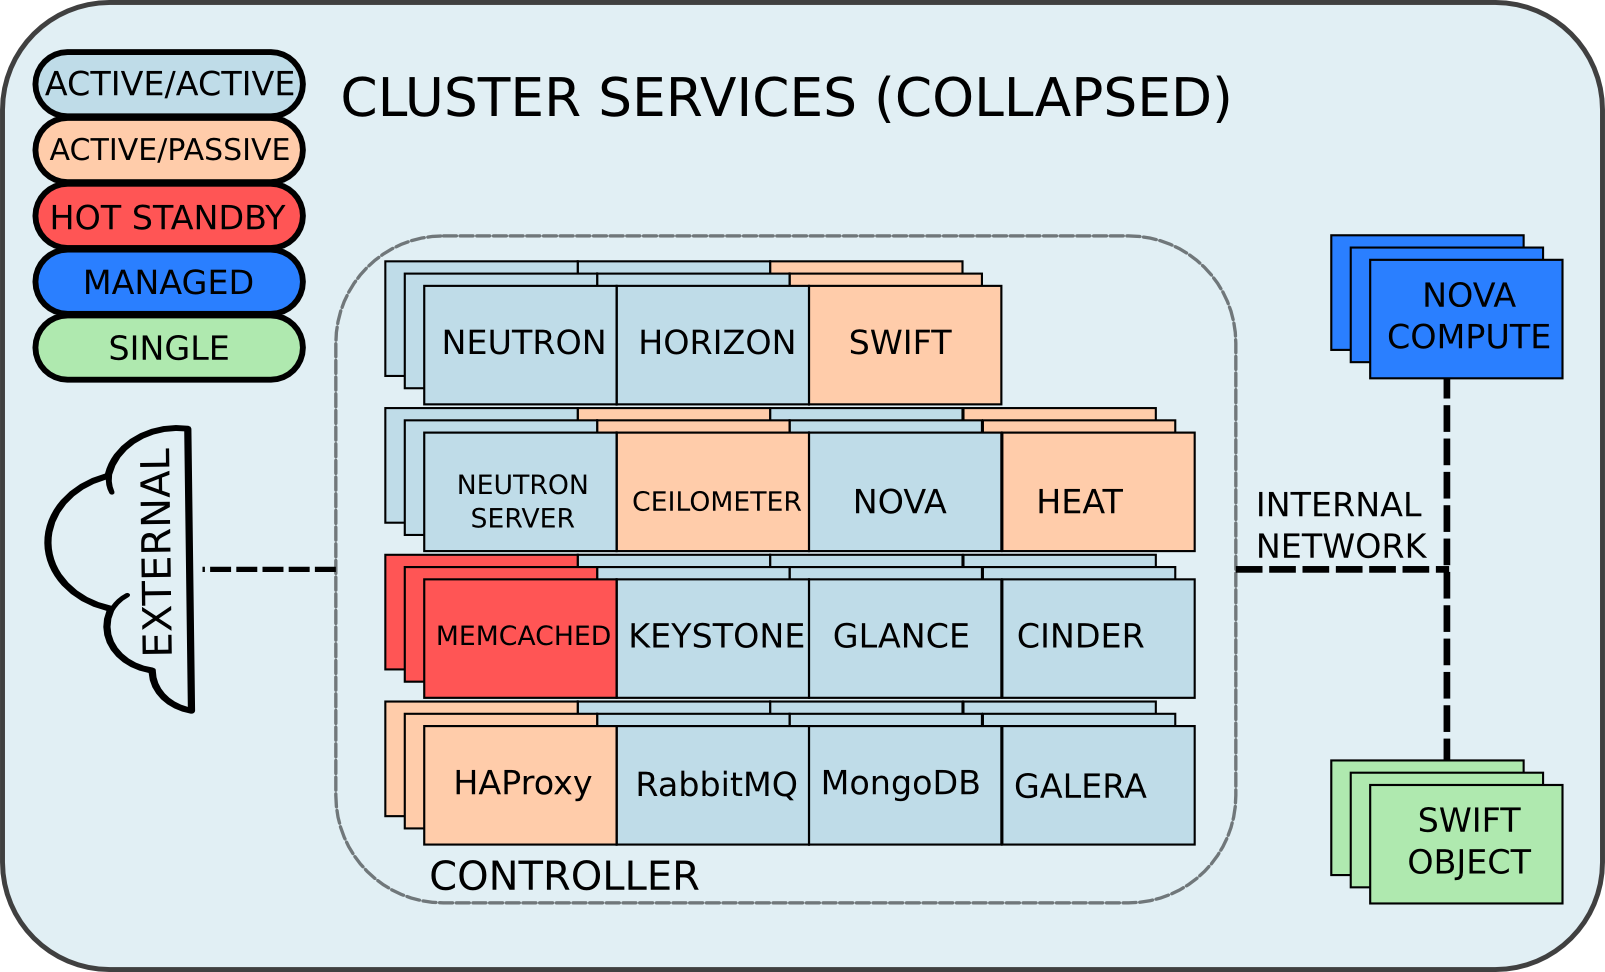 ACTIVE/ACTIVE
ACTIVE/PASSIVE
HOT STANDBY
MANAGED
SINGLE
CLUSTER SERVICES (COLLAPSED)
EXTERNAL
NEUTRON
HORIZON
SWIFT
NEUTRON
SERVER
CEILOMETER
NOVA
HEAT
MEMCACHED
KEYSTONE
GLANCE
CINDER
HAProxy
RabbitMQ
MongoDB
GALERA
CONTROLLER
INTERNAL
NETWORK
NOVA
COMPUTE
SWIFT
OBJECT